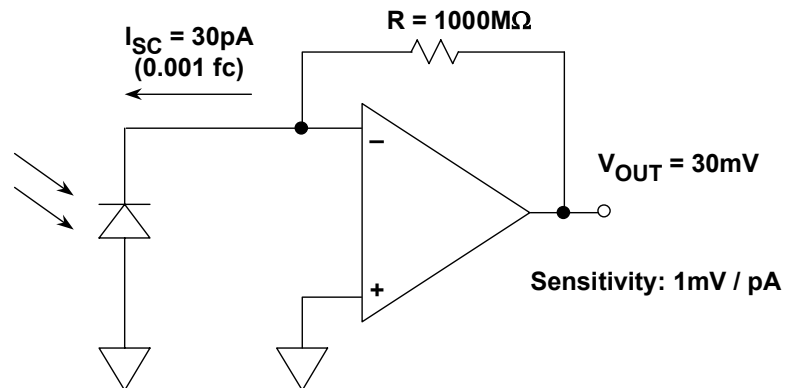 R = 1000MΩ
I_SC = 30pA
(0.001 fc)
−
V_OUT = 30mV
+
Sensitivity: 1mV / pA